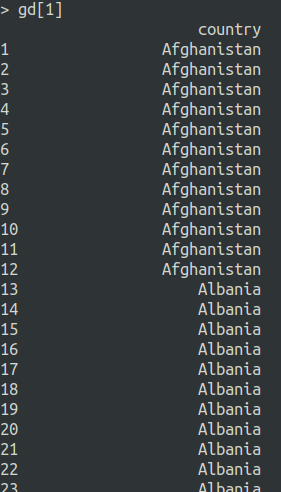 > gd[1]
country
1 Afghanistan
2 Afghanistan
3 Afghanistan
4 Afghanistan
5 Afghanistan
6 Afghanistan
7 Afghanistan
8 Afghanistan
9 Afghanistan
10 Afghanistan
11 Afghanistan
12 Afghanistan
13 Albania
14 Albania
15 Albania
16 Albania
17 Albania
18 Albania
19 Albania
20 Albania
21 Albania
22 Albania
23 Albania